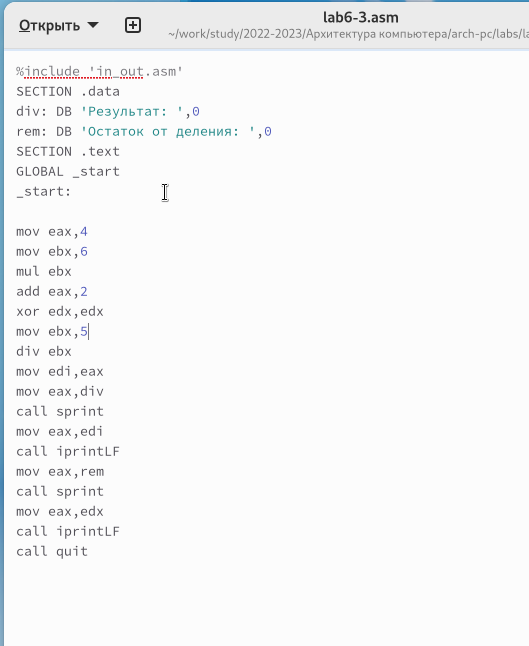 Открыть
lab6-3.asm
~/work/study/2022-2023/Архитектура компьютера/arch-pc/labs/
%include 'in_out.asm'
SECTION .data
div: DB 'Результат: ',0
rem: DB 'Остаток от деления: ',0
SECTION .text
GLOBAL _start
_start:
mov eax,4
mov ebx,6
mul ebx
add eax,2
xor edx,edx
mov ebx,5
div ebx
mov edi,eax
mov eax,div
call sprint
mov eax,edi
call iprintLF
mov eax,rem
call sprint
mov eax,edx
call iprintLF
call quit